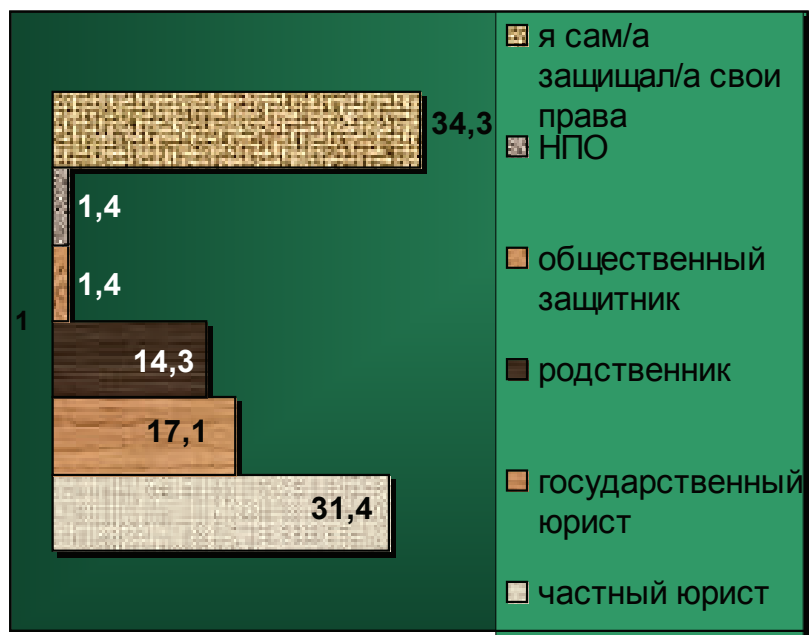 34,3
1,4
1,4
1
14,3
17,1
31,4
я сам/а
защищал/а свои
права
НПО
общественный
защитник
родственник
государственный
юрист
частный юрист